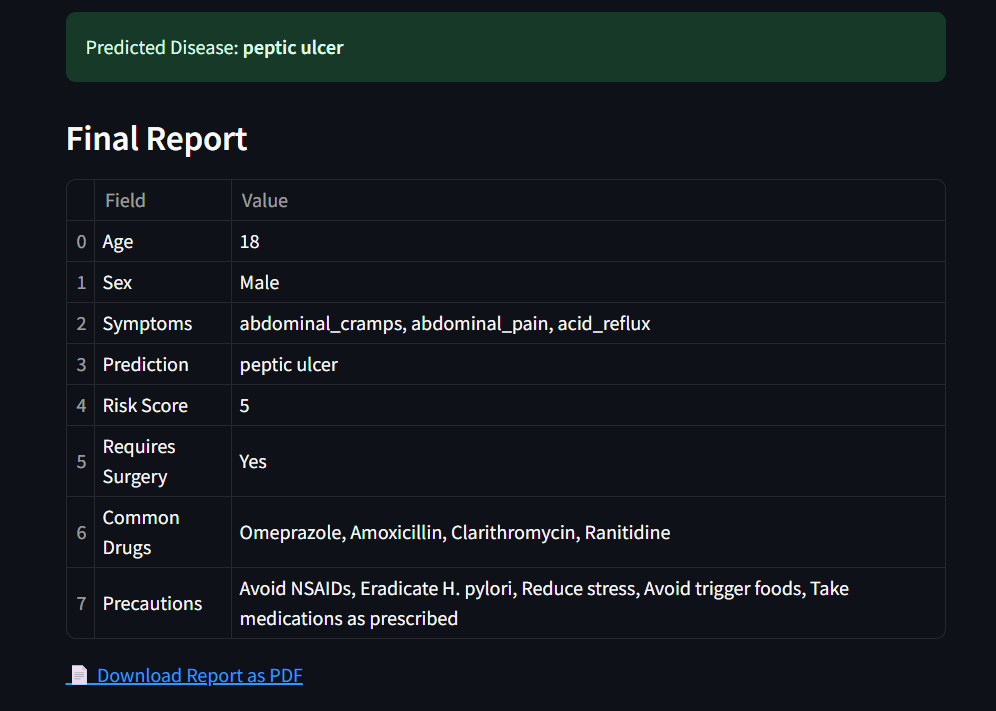 Predicted Disease: peptic ulcer
Final Report
Field Value
0 Age 18
1 Sex Male
2 Symptoms abdominal_cramps, abdominal_pain, acid_reflux
3 Prediction peptic ulcer
4 Risk Score 5
5 Requires Surgery Yes
6 Common Drugs Omeprazole, Amoxicillin, Clarithromycin, Ranitidine
7 Precautions Avoid NSAIDs, Eradicate H. pylori, Reduce stress, Avoid trigger foods, Take
medications as prescribed
Download Report as PDF